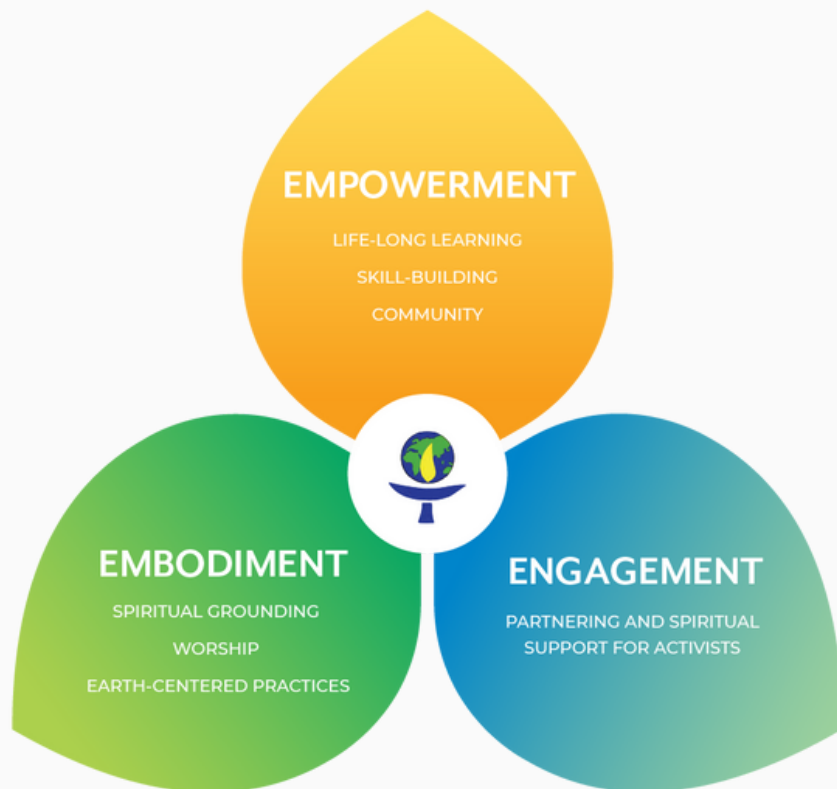 EMPOWERMENT
LIFE-LONG LEARNING
SKILL-BUILDING
COMMUNITY
EMBODIMENT
SPIRITUAL GROUNDING
WORSHIP
EARTH-CENTERED PRACTICES
ENGAGEMENT
PARTNERING AND SPIRITUAL
SUPPORT FOR ACTIVISTS